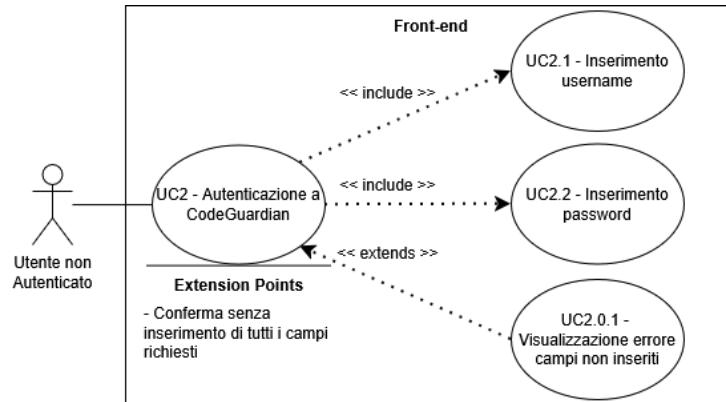 Front-end
UC2.1 - Inserimento
username
<< include >>
UC2 - Autenticazione a
CodeGuardian
<< include >>
UC2.2 - Inserimento
password
Utente non
Autenticato
<< extends >>
Extension Points
- Conferma senza
inserimento di tutti i campi
richiesti
UC2.0.1 -
Visualizzazione errore
campi non inseriti